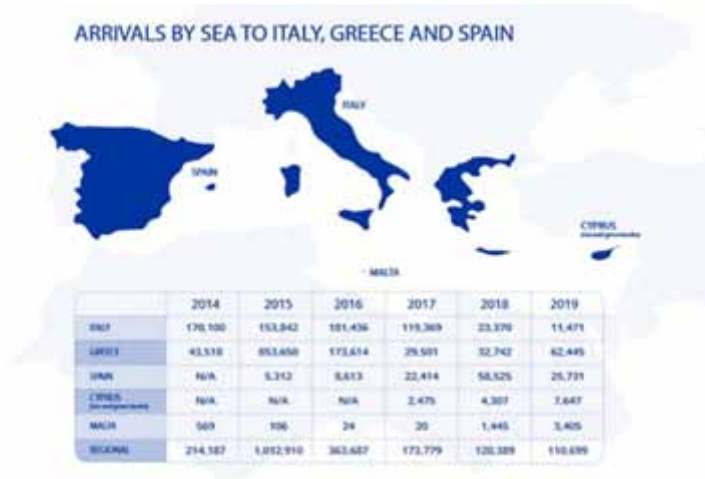 ARRIVALS BY SEA TO ITALY, GREECE AND SPAIN
ITALY
SPAIN
CYPRUS
MALTA
2014 2015 2016 2017 2018 2019
ITALY 170,100 153,842 181,436 119,369 23,370 11,471
GREECE 43,518 853,650 173,614 29,501 32,742 62,445
SPAIN N/A 5,312 8,613 22,414 58,525 25,731
CYPRUS N/A N/A N/A 2,475 4,307 7,647
MALTA 569 106 24 20 1,445 3,405
REGIONAL 214,187 1,012,910 363,687 173,779 120,389 110,699